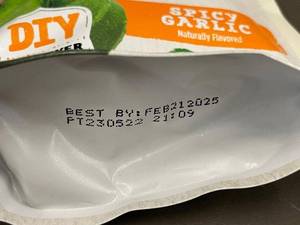 DIY
SPICY
GARLIC
Naturally Flavored
BEST BY:FEB212025
PT230522 21:09